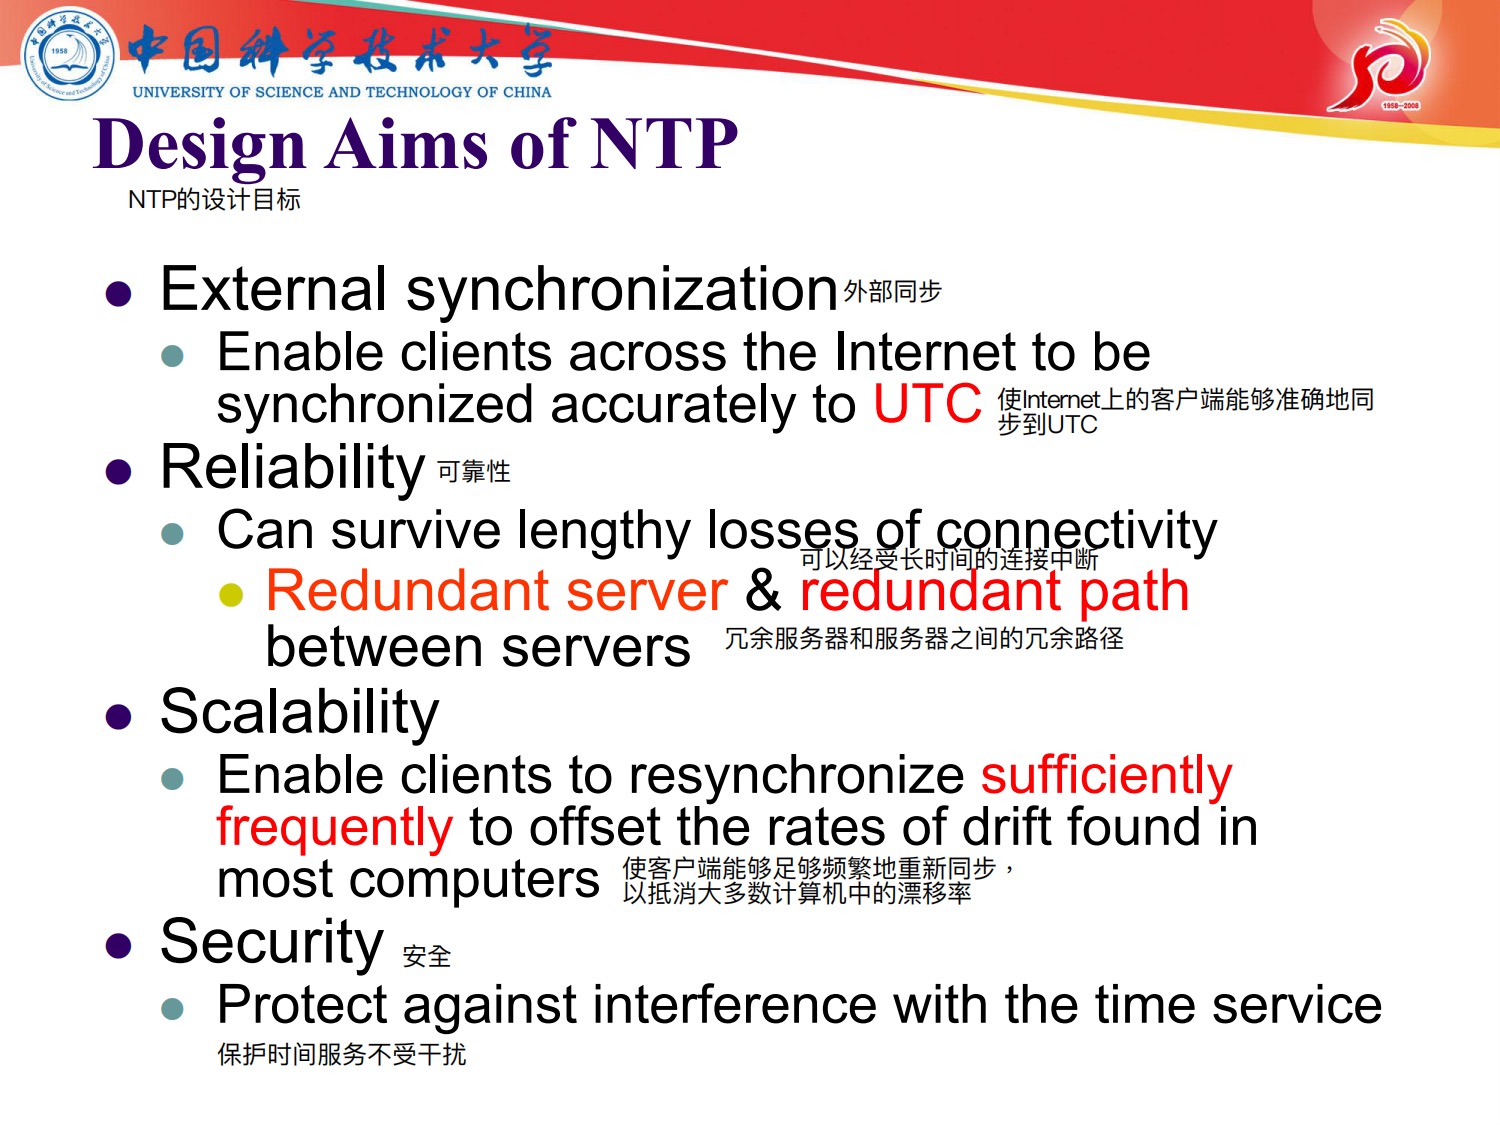 中国科学技术大学
1958
UNIVERSITY OF SCIENCE AND TECHNOLOGY OF CHINA
1958—2008
Design Aims of NTP
NTP的设计目标
External synchronization 外部同步
Enable clients across the Internet to be
synchronized accurately to UTC 使Internet上的客户端能够准确地同
步到UTC
Reliability 可靠性
Can survive lengthy losses of connectivity
可以经受长时间的连接中断
Redundant server & redundant path
between servers 冗余服务器和服务器之间的冗余路径
Scalability
Enable clients to resynchronize sufficiently
frequently to offset the rates of drift found in
most computers 使客户端能够足够频繁地重新同步，
以抵消大多数计算机中的漂移率
Security 安全
Protect against interference with the time service
保护时间服务不受干扰